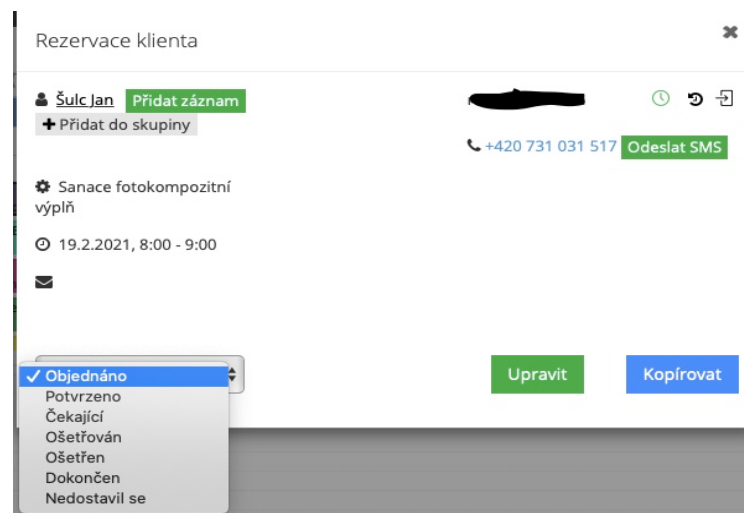 Rezervace klienta
Šulc Jan Přidat záznam
Přidat do skupiny
+420 731 031 517 Odeslat SMS
Sanace fotokompozitní
výplň
19.2.2021, 8:00 - 9:00
Objednáno
Potvrzeno
Čekající
Ošetřován
Ošetřen
Dokončen
Nedostavil se
Upravit
Kopírovat